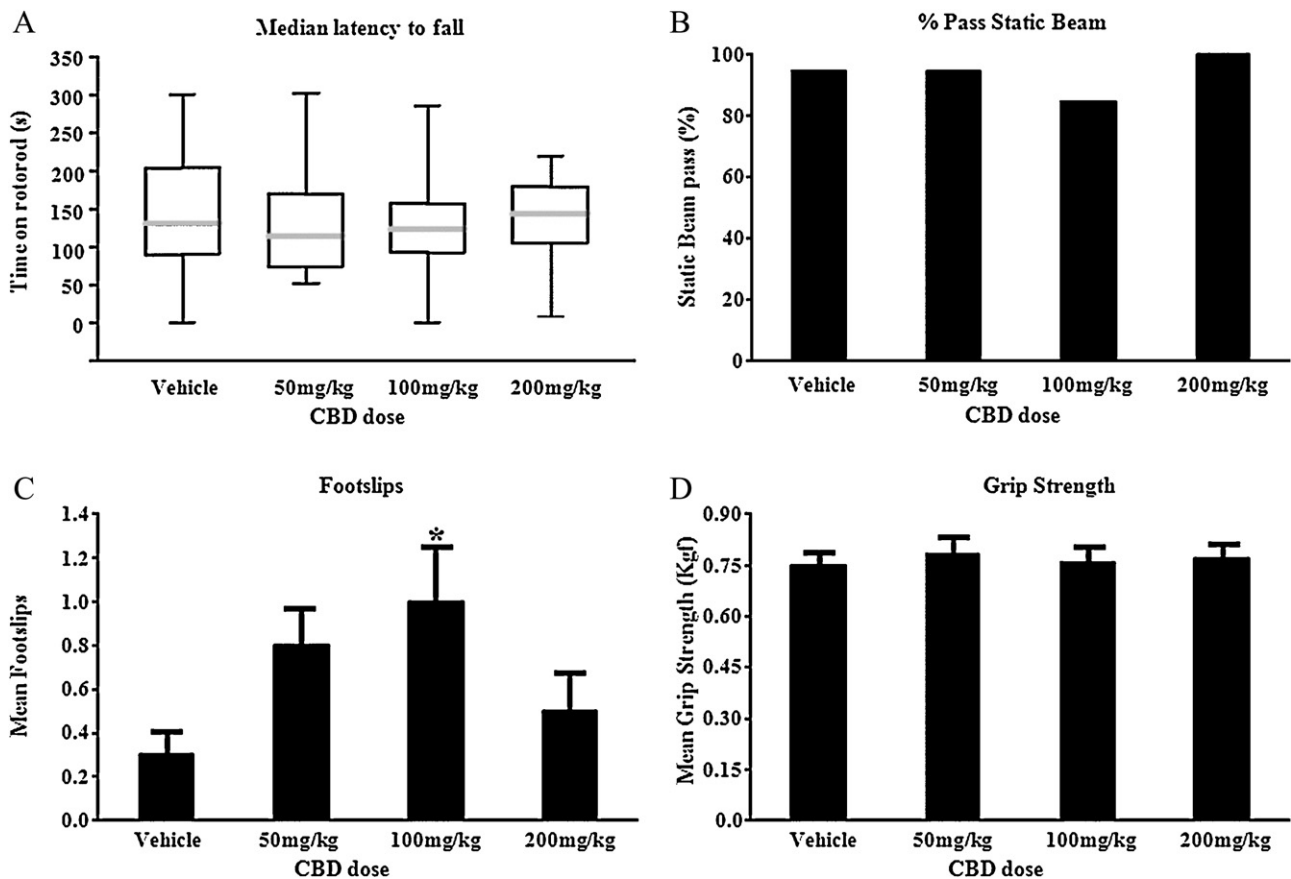 A
Median latency to fall
350
300
250
200
150
100
50
0
Time on rotorod (s)
Vehicle 50mg/kg 100mg/kg 200mg/kg
CBD dose
B
% Pass Static Beam
100
80
60
40
20
0
Static Beam pass (%)
Vehicle 50mg/kg 100mg/kg 200mg/kg
CBD dose
C
Footslips
1.4
1.2
1.0
0.8
0.6
0.4
0.2
0.0
Mean Footslips
*
Vehicle 50mg/kg 100mg/kg 200mg/kg
CBD dose
D
Grip Strength
0.90
0.75
0.60
0.45
0.30
0.15
0.0
Mean Grip Strength (Kgf)
Vehicle 50mg/kg 100mg/kg 200mg/kg
CBD dose